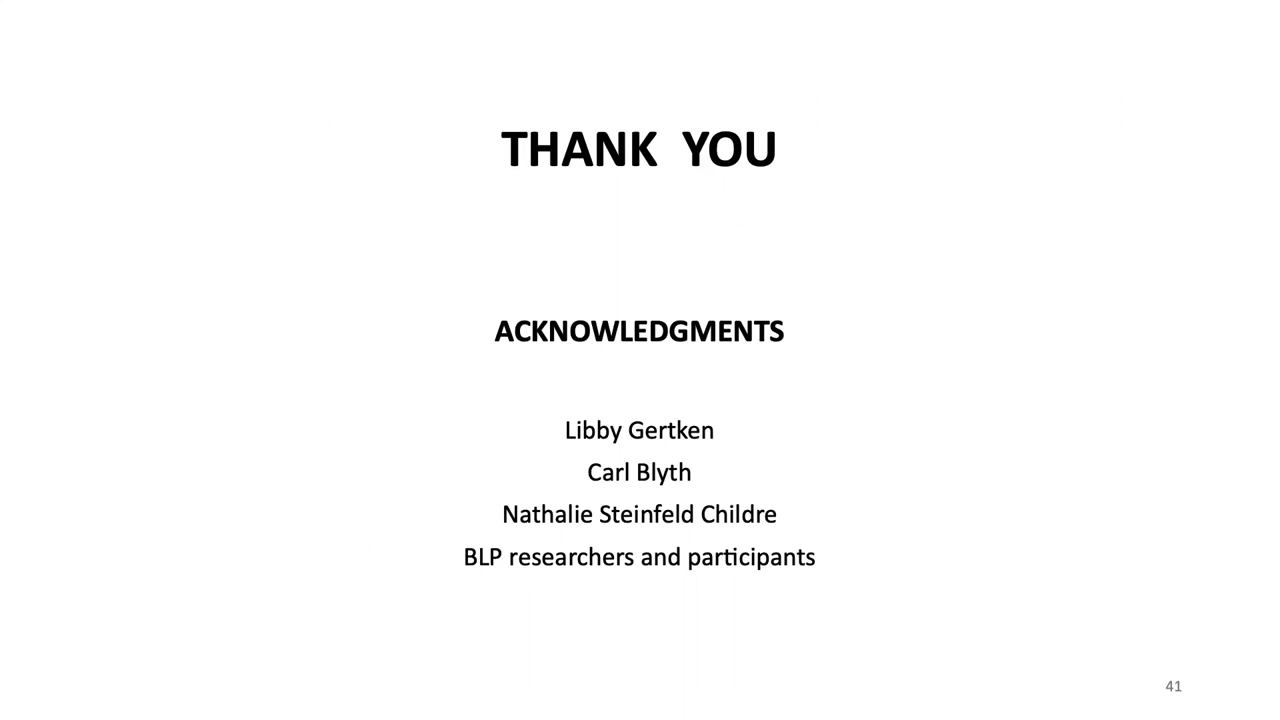 THANK YOU
ACKNOWLEDGMENTS
Libby Gertken
Carl Blyth
Nathalie Steinfeld Childre
BLP researchers and participants
41